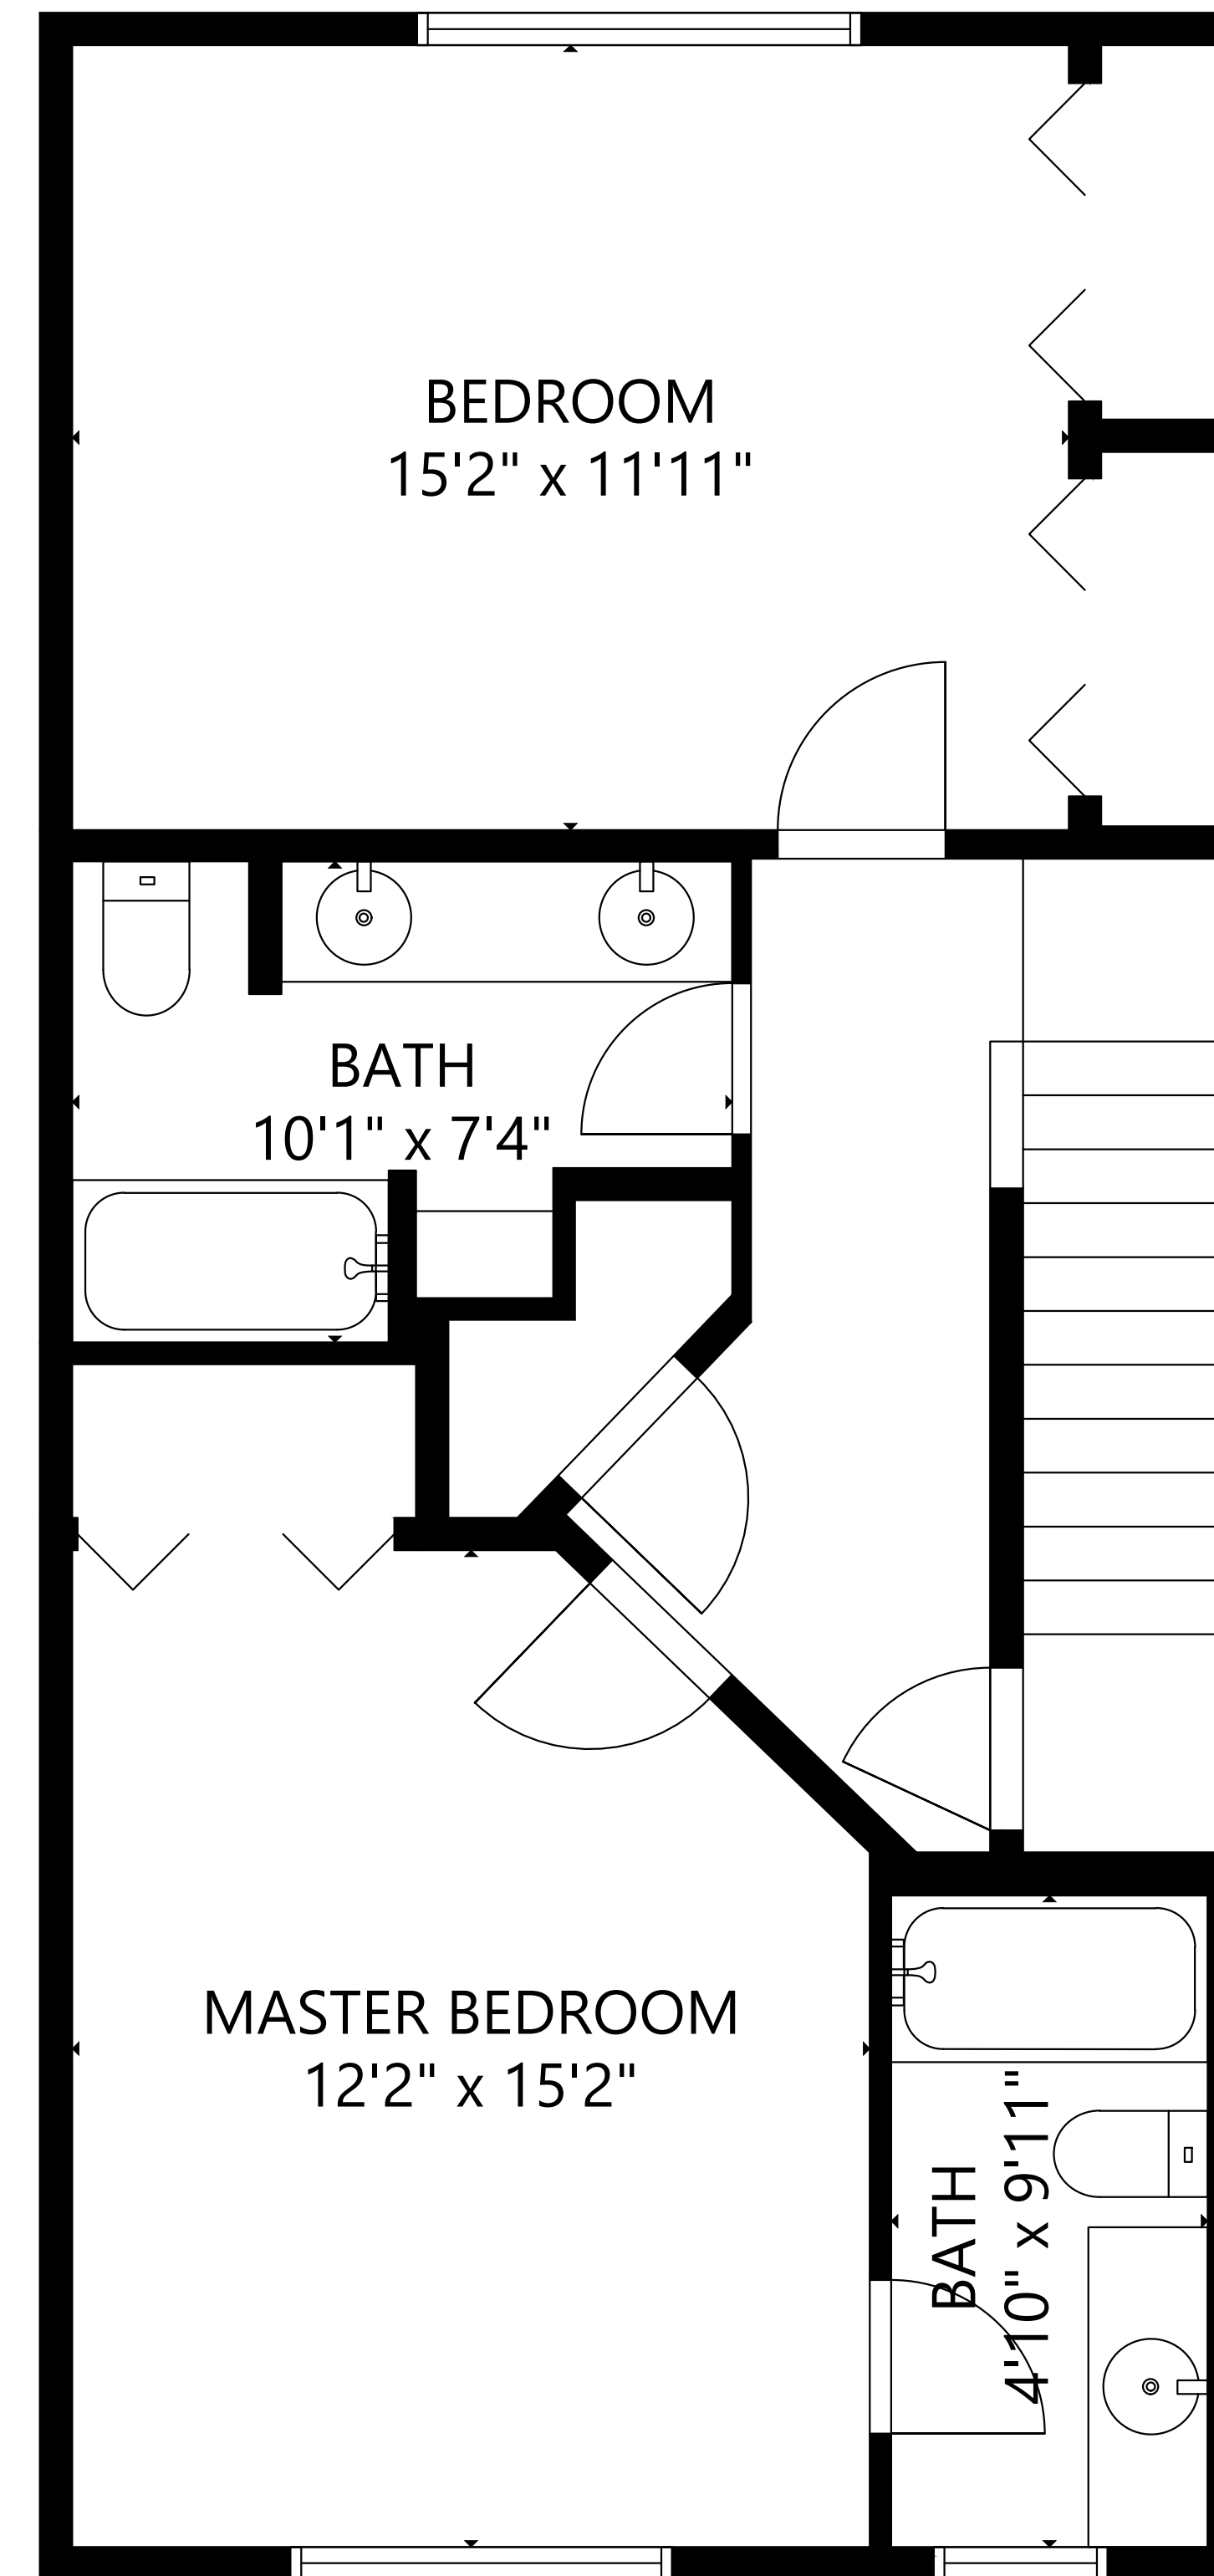 BEDROOM
15'2" x 11'11"
BATH
10'1" x 7'4"
MASTER BEDROOM
12'2" x 15'2"
BATH
4'10" x 9'11"